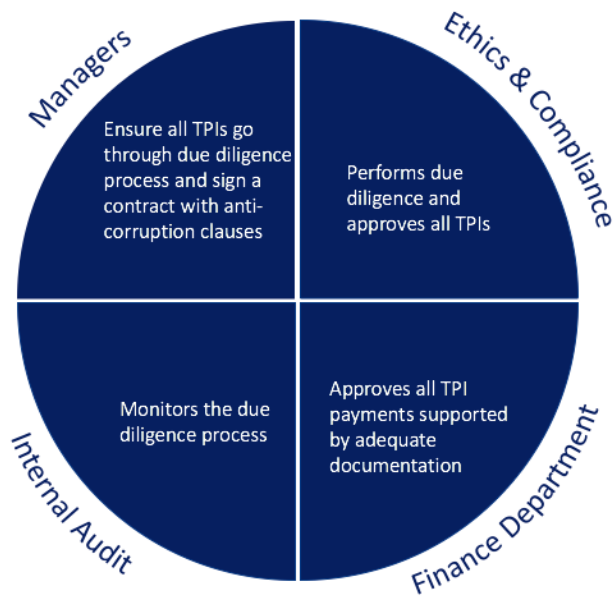 Managers
Ensure all TPIs go
through due diligence
process and sign a
contract with anti-
corruption clauses
Ethics & Compliance
Performs due
diligence and
approves all TPIs
Internal Audit
Monitors the due
diligence process
Finance Department
Approves all TPI
payments supported
by adequate
documentation